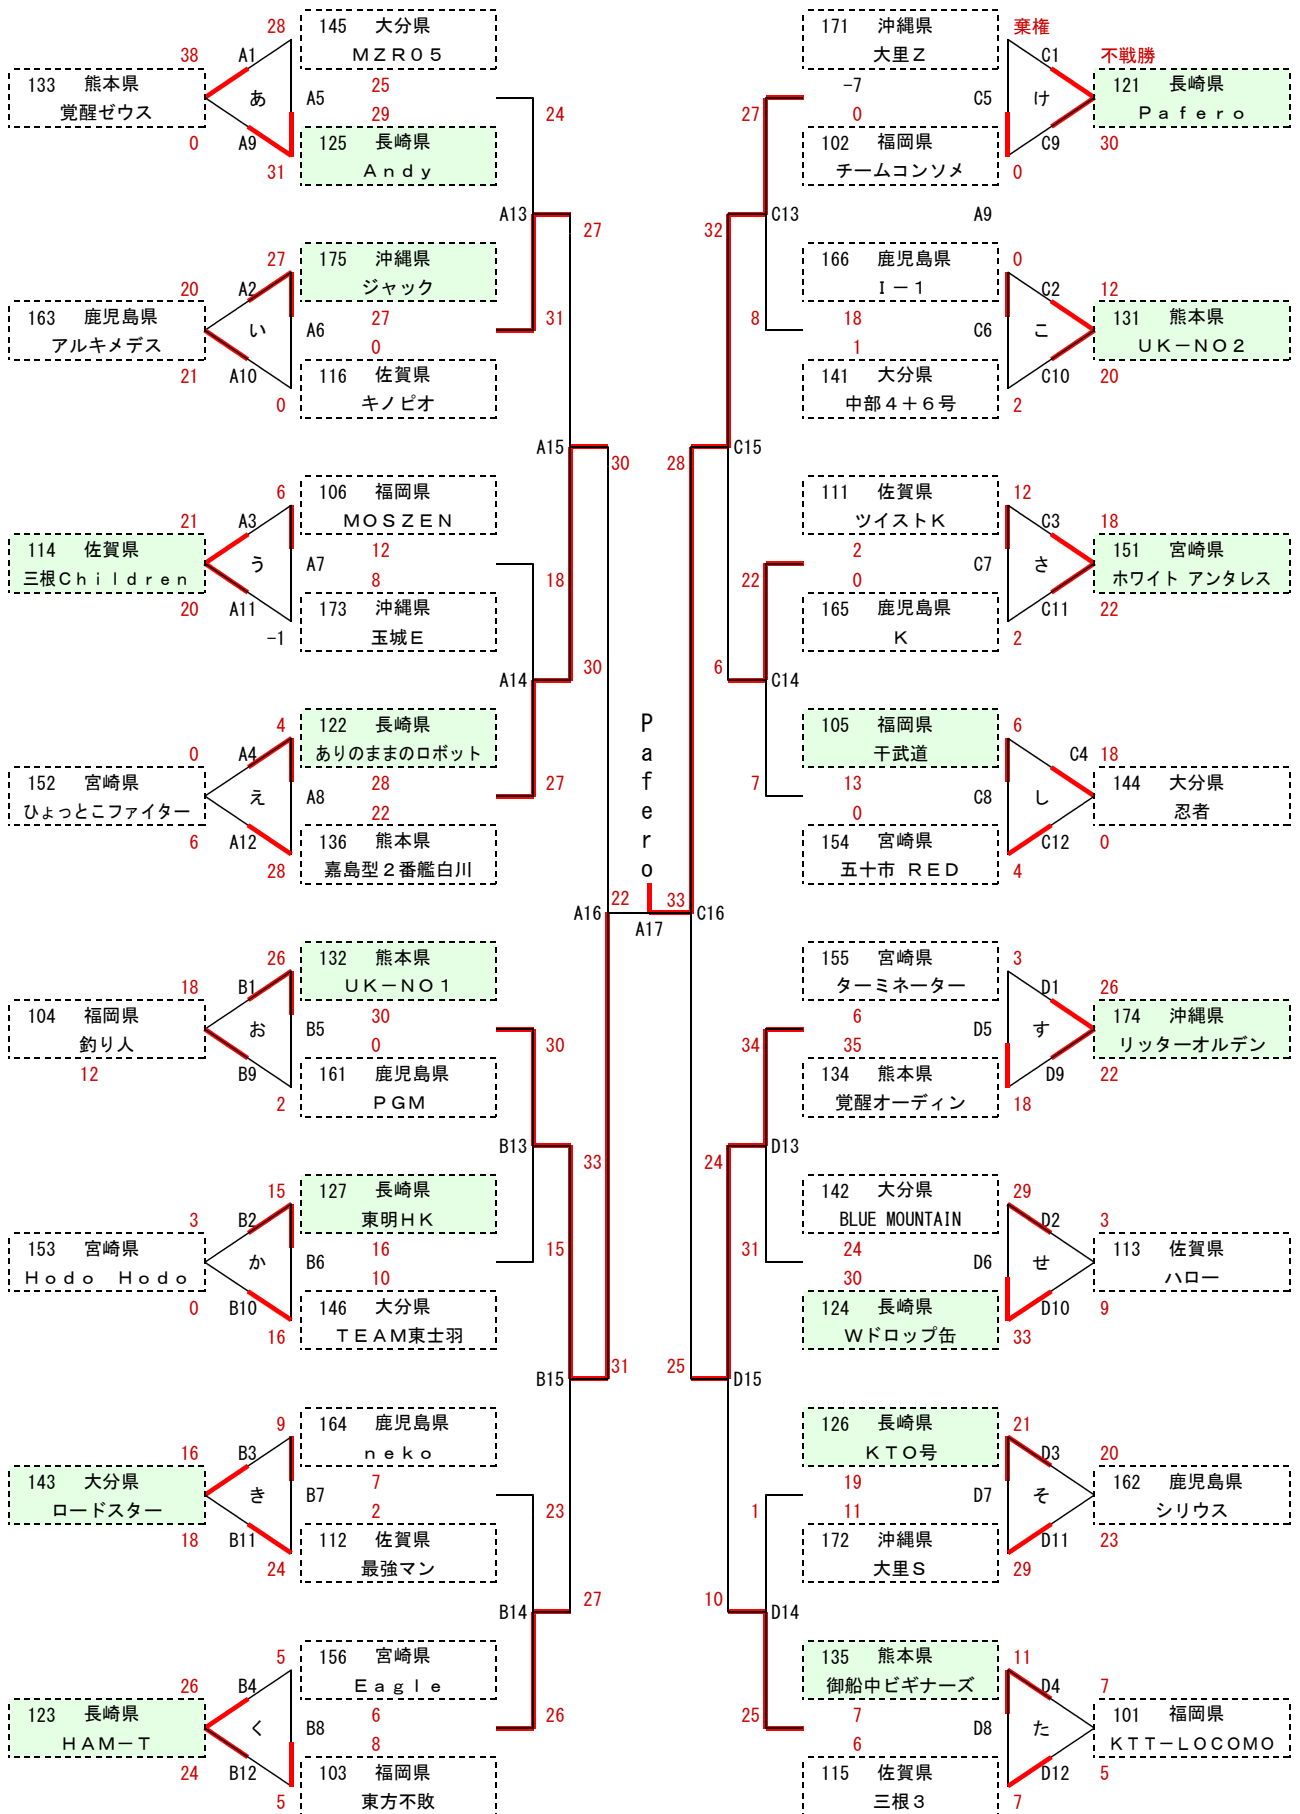 28
145 大分県
MZR05
38
A1
133 熊本県
覚醒ゼウス
あ
A5
25
29
0
A9
31
125 長崎県
Andy
24
A13
27
27
175 沖縄県
ジャック
20
A2
163 鹿児島県
アルキメデス
い
A6
27
0
21
A10
0
116 佐賀県
キノピオ
31
A15
30
6
106 福岡県
MOSZEN
21
A3
114 佐賀県
三根Children
う
A7
12
8
20
A11
-1
173 沖縄県
玉城E
18
A14
30
4
122 長崎県
ありのままのロボット
0
A4
152 宮崎県
ひょっとこファイター
え
A8
28
22
6
A12
28
136 熊本県
嘉島型2番艦白川
27
A16
22
26
132 熊本県
UK-NO1
18
B1
104 福岡県
釣り人
12
お
B5
30
0
B9
2
161 鹿児島県
PGM
30
B13
33
15
127 長崎県
東明HK
3
B2
153 宮崎県
Hodo Hodo
か
B6
16
10
0
B10
16
146 大分県
TEAM東士羽
15
B15
31
9
164 鹿児島県
neko
16
B3
143 大分県
ロードスター
き
B7
7
2
18
B11
24
112 佐賀県
最強マン
23
B14
27
5
156 宮崎県
Eagle
26
B4
123 長崎県
HAM-T
く
B8
6
8
24
B12
5
103 福岡県
東方不敗
26
Pafero
A17
33
C16
171 沖縄県
大里Z
棄権
C1
不戦勝
121 長崎県
Pafero
27
-7
0
C5
け
C9
30
102 福岡県
チームコンソメ
0
32
C13
A9
166 鹿児島県
I-1
0
C2
12
131 熊本県
UK-NO2
8
18
1
C6
こ
C10
20
141 大分県
中部4+6号
2
28
C15
111 佐賀県
ツイストK
12
C3
18
151 宮崎県
ホワイト アンタレス
22
2
0
C7
さ
C11
22
165 鹿児島県
K
2
6
C14
105 福岡県
干武道
6
C4
18
144 大分県
忍者
7
13
0
C8
し
C12
0
154 宮崎県
五十市 RED
4
155 宮崎県
ターミネーター
3
D1
26
174 沖縄県
リッターオルデン
34
6
35
D5
す
D9
22
134 熊本県
覚醒オーディン
18
24
D13
142 大分県
BLUE MOUNTAIN
29
D2
3
113 佐賀県
ハロー
31
24
30
D6
せ
D10
9
124 長崎県
Wドロップ缶
33
25
D15
126 長崎県
KTO号
21
D3
20
162 鹿児島県
シリウス
1
19
11
D7
そ
D11
23
172 沖縄県
大里S
29
10
D14
135 熊本県
御船中ビギナーズ
11
D4
7
101 福岡県
KTT-LOCOMO
25
7
6
D8
た
D12
5
115 佐賀県
三根3
7